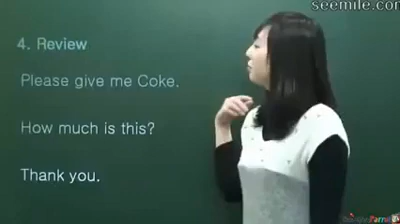 seemile.com
4. Review
Please give me Coke.
How much is this?
Thank you.